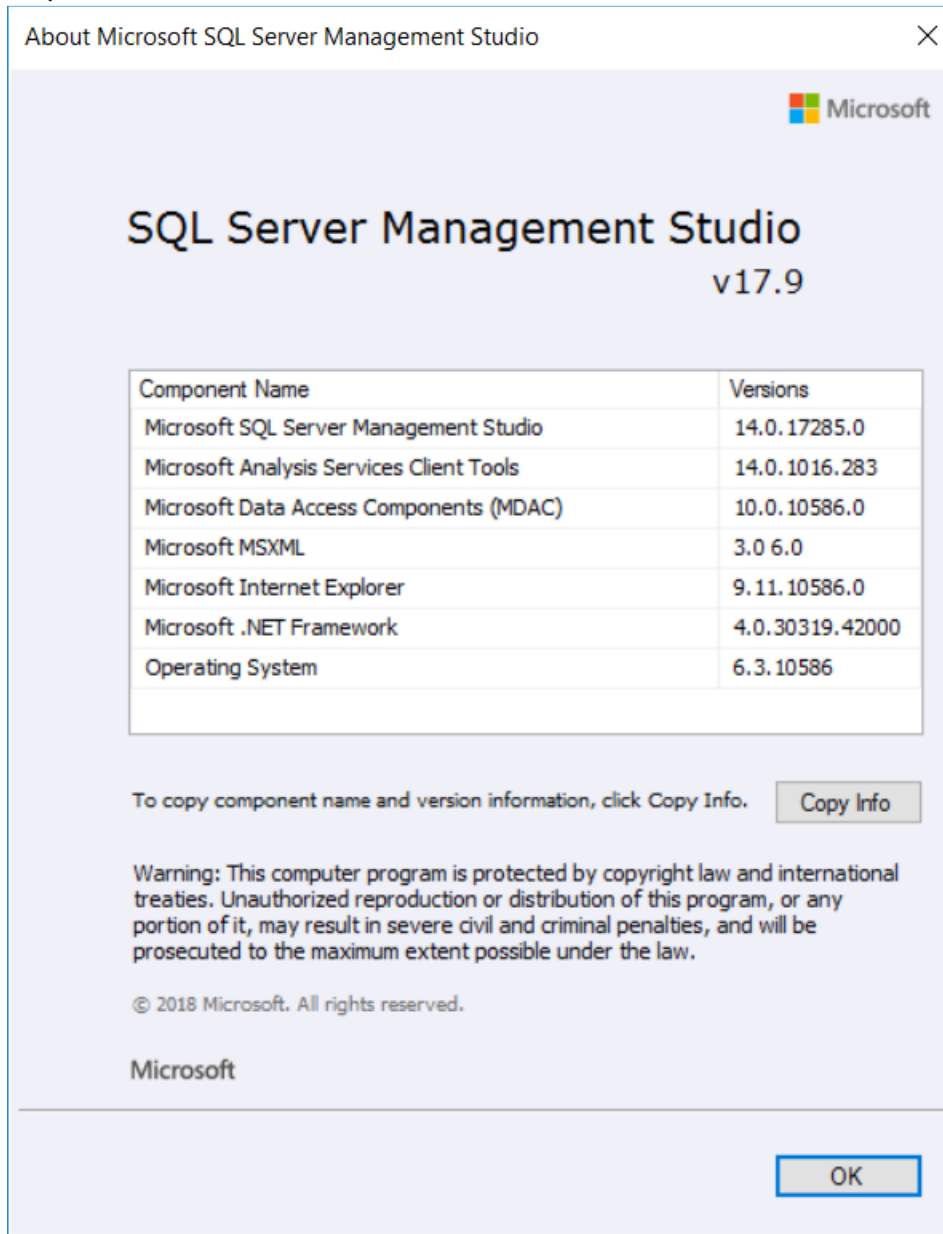 About Microsoft SQL Server Management Studio
Microsoft
SQL Server Management Studio
v17.9
Component Name Versions
Microsoft SQL Server Management Studio 14.0.17285.0
Microsoft Analysis Services Client Tools 14.0.1016.283
Microsoft Data Access Components (MDAC) 10.0.10586.0
Microsoft MSXML 3.0 6.0
Microsoft Internet Explorer 9.11.10586.0
Microsoft .NET Framework 4.0.30319.42000
Operating System 6.3.10586
To copy component name and version information, click Copy Info. Copy Info
Warning: This computer program is protected by copyright law and international
treaties. Unauthorized reproduction or distribution of this program, or any
portion of it, may result in severe civil and criminal penalties, and will be
prosecuted to the maximum extent possible under the law.
© 2018 Microsoft. All rights reserved.
Microsoft
OK